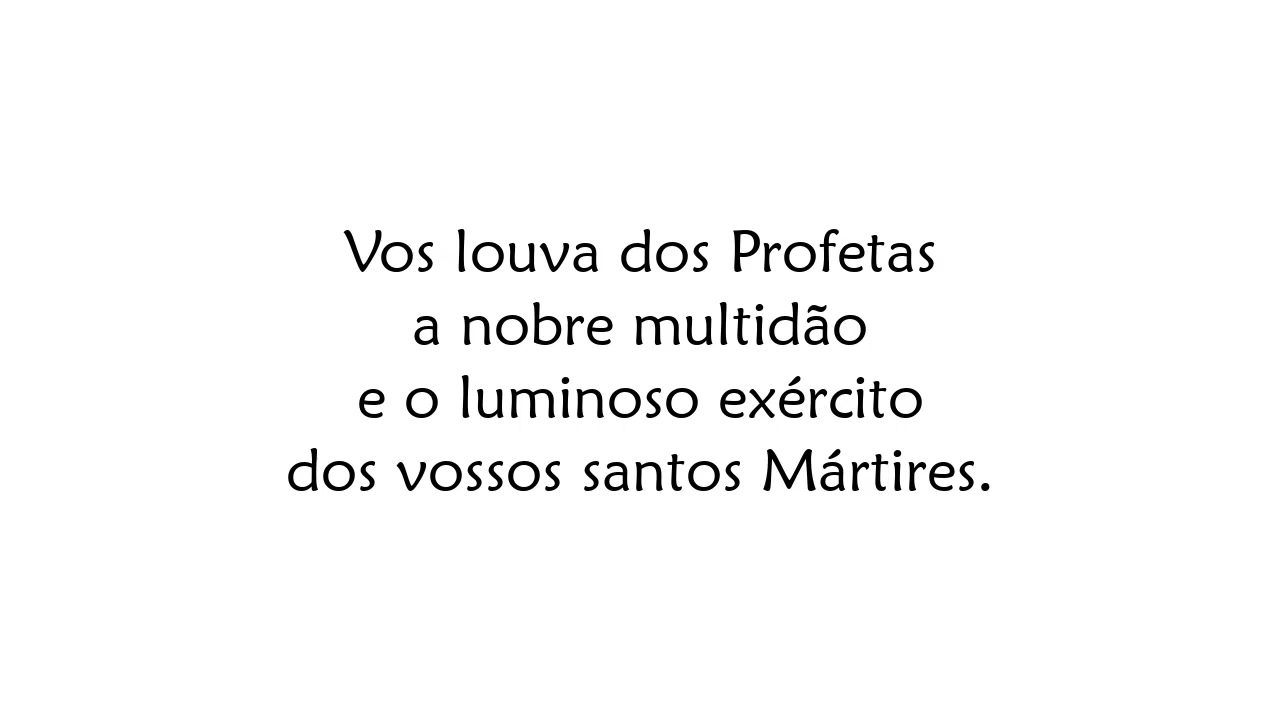 Vos louva dos Profetas
a nobre multidão
e o luminoso exército
dos vossos santos Mártires.